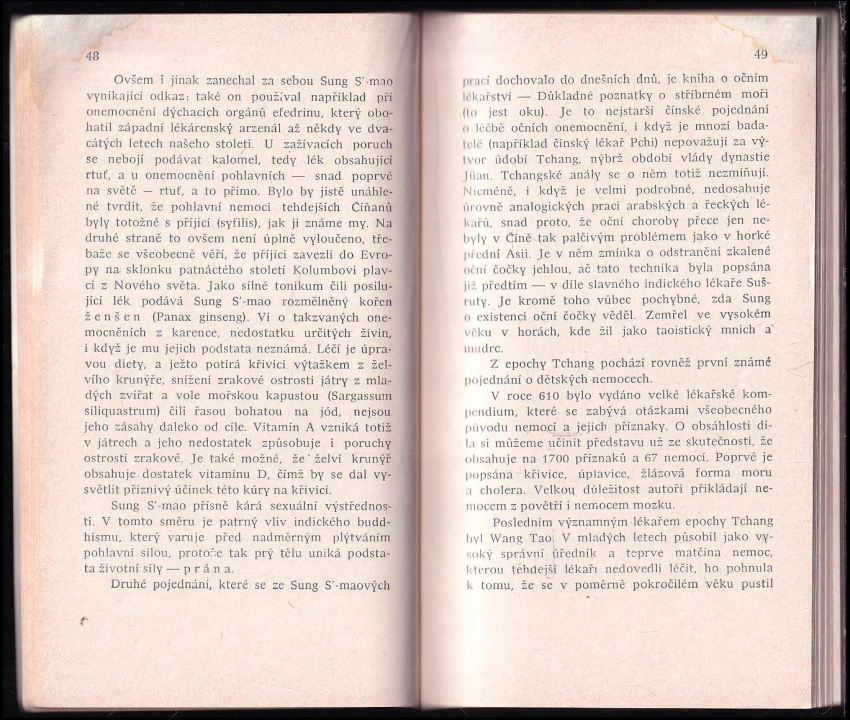 48
Ovšem i jinak zanechal za sebou Sung S'-mao
vynikající odkaz: také on používal například při
onemocnění dýchacích orgánů efedrinu, který obo-
hatil západní lékárenský arzenál až někdy ve dva-
cátých letech našeho století. U zažívacích poruch
se nebojí podávat kalomel, tedy lék obsahující
rtuť, a u onemocnění pohlavních — snad poprvé
na světě — rtuť, a to přímo. Bylo by jistě unáhle-
né tvrdit, že pohlavní nemoci tehdejších Číňanů
byly totožné s příjicí (syfilis), jak ji známe my. Na
druhé straně to ovšem není úplně vyloučeno, tře-
baže se všeobecně věří, že příjici zavezli do Evro-
py na sklonku patnáctého století Kolumbovi plav-
ci z Nového světa. Jako silné tonikum čili posilu-
jící lék podává Sung S'-mao rozmělněný kořen
ženšen (Panax ginseng). Ví o takzvaných one-
mocněních z karence, nedostatku určitých živin,
i když je mu jejich podstata neznámá. Léčí je úpra-
vou diety, a ježto potírá křivici výtažkem z žel-
vího krunýře, snížení zrakové ostrosti játry z mla-
dých zvířat a vole mořskou kapustou (Sargassum
siliquastrum) čili řasou bohatou na jód, nejsou
jeho zásahy daleko od cíle. Vitamín A vzniká totiž
v játrech a jeho nedostatek způsobuje i poruchy
ostrosti zrakové. Je také možné, že želví krunýř
obsahuje dostatek vitamínu D, čímž by se dal vy-
světlit příznivý účinek této kúry na křivici.
Sung S'-mao přísně kárá sexuální výstřednos-
ti. V tomto směru je patrný vliv indického budd-
hismu, který varuje před nadměrným plýtváním
pohlavní silou, protože tak prý tělu uniká podsta-
ta životní síly — prána.
Druhé pojednání, které se ze Sung S'-maových
49
prací dochovalo do dnešních dnů, je kniha o očním
lékařství — Důkladné poznatky o stříbrném moři
(to jest oku). Je to nejstarší čínské pojednání
o léčbě očních onemocnění, i když je mnozí bada-
telé (například čínský lékař Pchi) nepovažují za vý-
tvor údobí Tchang, nýbrž období vlády dynastie
Jüan. Tchangské anály se o něm totiž nezmiňují.
Nicméně, i když je velmi podrobné, nedosahuje
úrovně analogických prací arabských a řeckých lé-
kařů, snad proto, že oční choroby přece jen ne-
byly v Číně tak palčivým problémem jako v horké
přední Asii. Je v něm zmínka o odstranění zkalené
oční čočky jehlou, ač tato technika byla popsána
již předtím — v díle slavného indického lékaře Suš-
ruty. Je kromě toho vůbec pochybné, zda Sung
o existenci oční čočky věděl. Zemřel ve vysokém
věku v horách, kde žil jako taoistický mnich a
mudrc.
Z epochy Tchang pochází rovněž první známé
pojednání o dětských nemocech.
V roce 610 bylo vydáno velké lékařské kom-
pendium, které se zabývá otázkami všeobecného
původu nemocí a jejich příznaky. O obsáhlosti dí-
la si můžeme učinit představu už ze skutečnosti, že
obsahuje na 1700 příznaků a 67 nemocí. Poprvé je
popsána křivice, úplavice, žlázová forma moru
a cholera. Velkou důležitost autoři přikládají ne-
mocem z povětří i nemocem mozku.
Posledním významným lékařem epochy Tchang
byl Wang Tao. V mladých letech působil jako vy-
soký správní úředník a teprve matčina nemoc,
kterou tehdejší lékaři nedovedli léčit, ho pohnula
k tomu, že se v poměrně pokročilém věku pustil